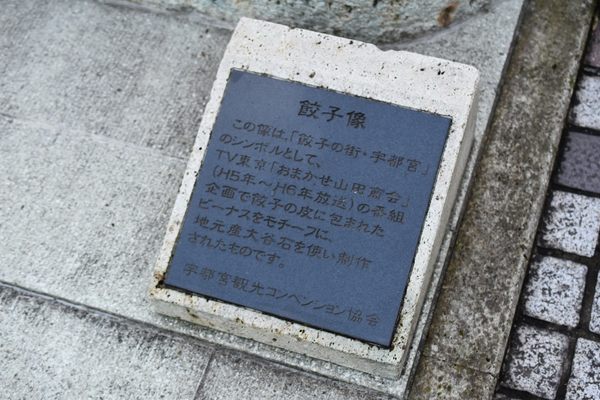 餃子像
この像は、「餃子の街・宇都宮」
のシンボルとして、
TV東京「おまかせ山田商会」
(H5年～H6年放送)の番組
企画で餃子の皮に包まれた
ビーナスをモチーフに、
地元産大谷石を使い制作
されたものです。
宇都宮観光コンベンション協会